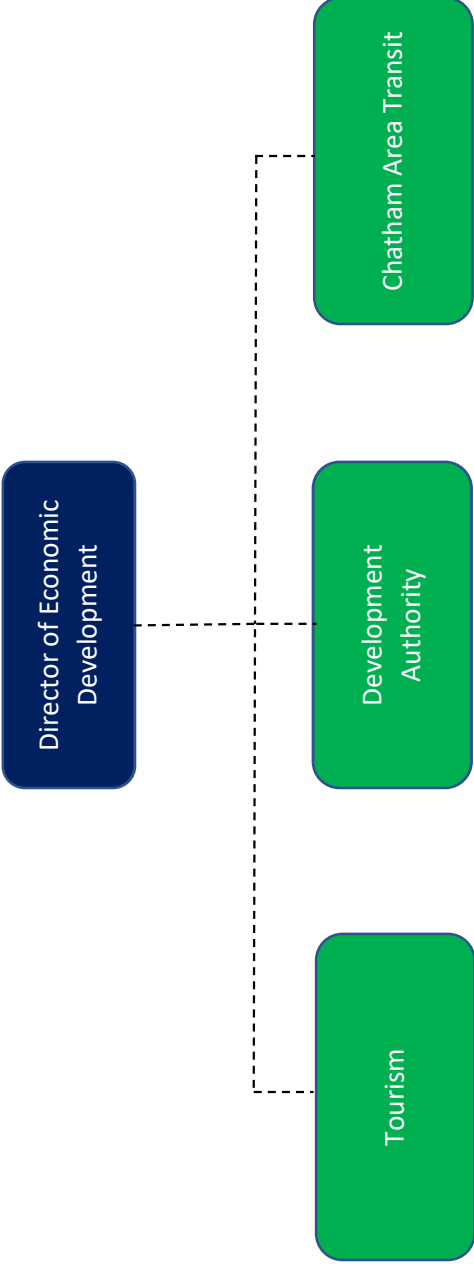 Director of Economic
Development
Tourism
Development
Authority
Chatham Area Transit